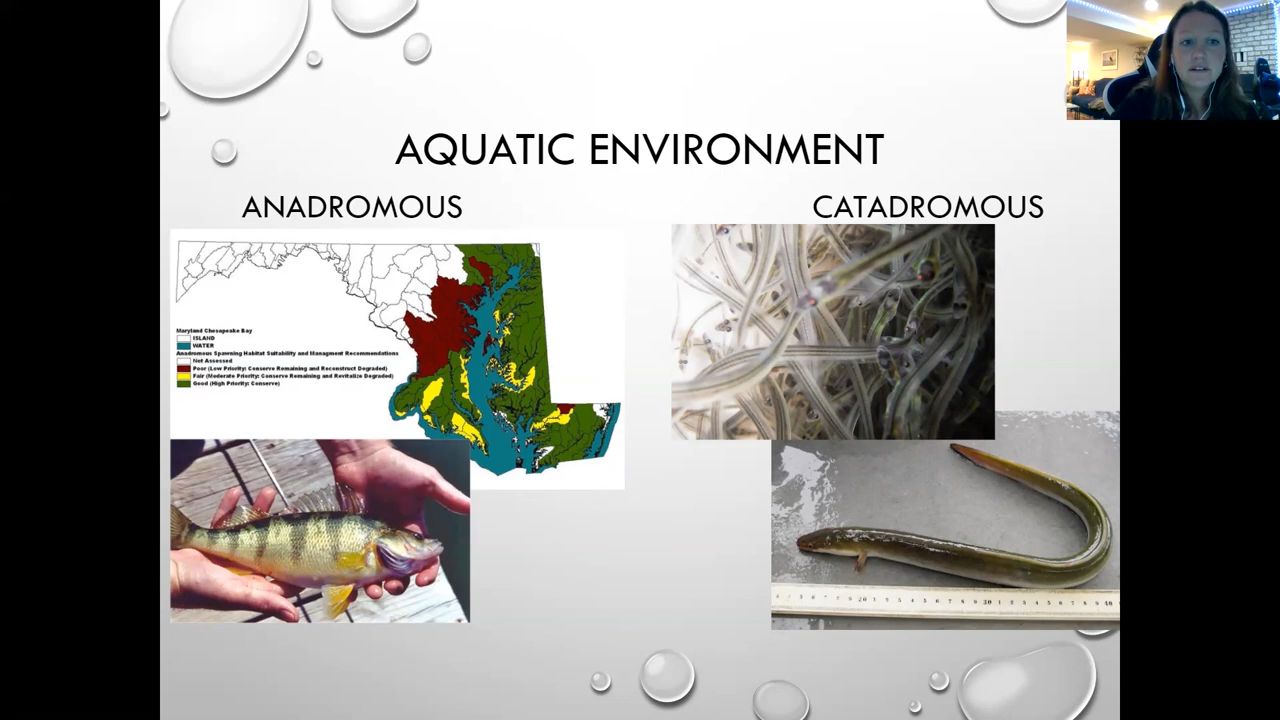 AQUATIC ENVIRONMENT
ANADROMOUS
CATADROMOUS
Maryland Chesapeake Bay
ISLAND
WATER
Anadromous Spawning Habitat Suitability and Managment Recommendations
Not Assessed
Poor (Low Priority: Conserve Remaining and Reconstruct Degraded)
Fair (Moderate Priority: Conserve Remaining and Revitalize Degraded)
Good (High Priority: Conserve)